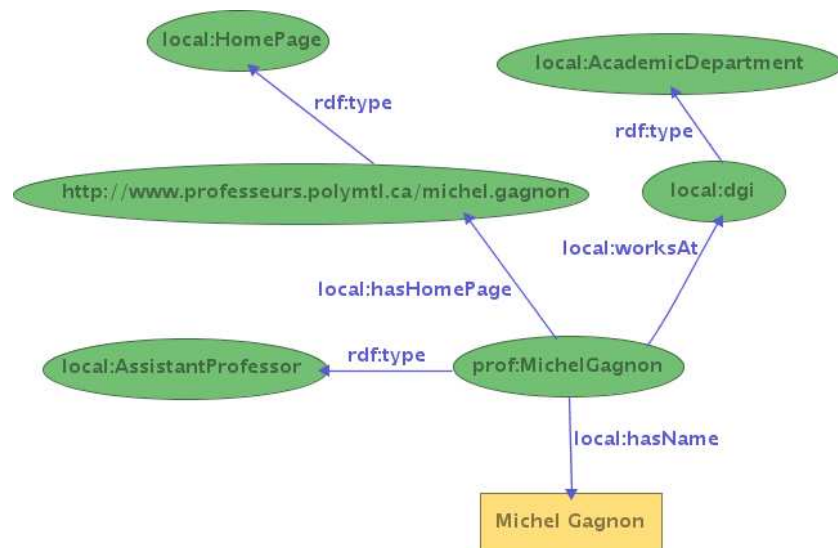 local:HomePage
local:AcademicDepartment
rdf:type
rdf:type
http://www.professeurs.polymtl.ca/michel.gagnon
local:dgi
local:worksAt
local:hasHomePage
rdf:type
local:AssistantProfessor
prof:MichelGagnon
local:hasName
Michel Gagnon